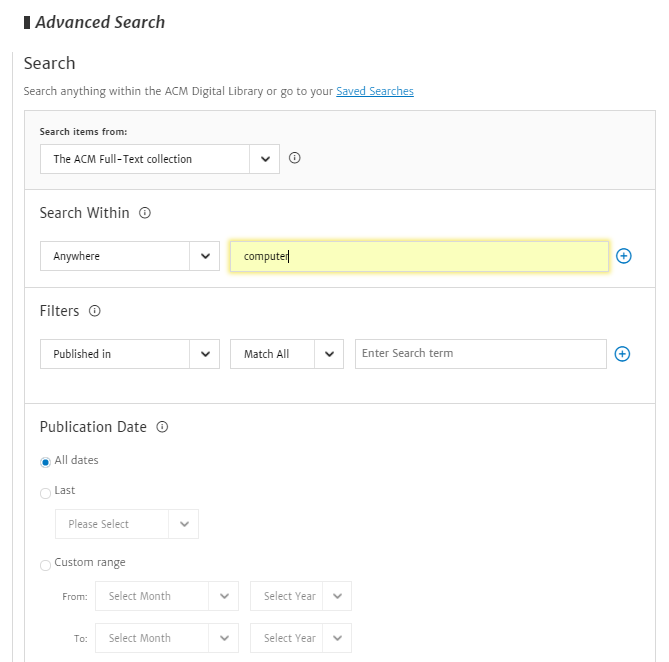 Advanced Search
Search
Search anything within the ACM Digital Library or go to your Saved Searches
Search items from:
The ACM Full-Text collection
Search Within
Anywhere computer
Filters
Published in Match All Enter Search term
Publication Date
All dates
Last
Please Select
Custom range
From: Select Month Select Year
To: Select Month Select Year